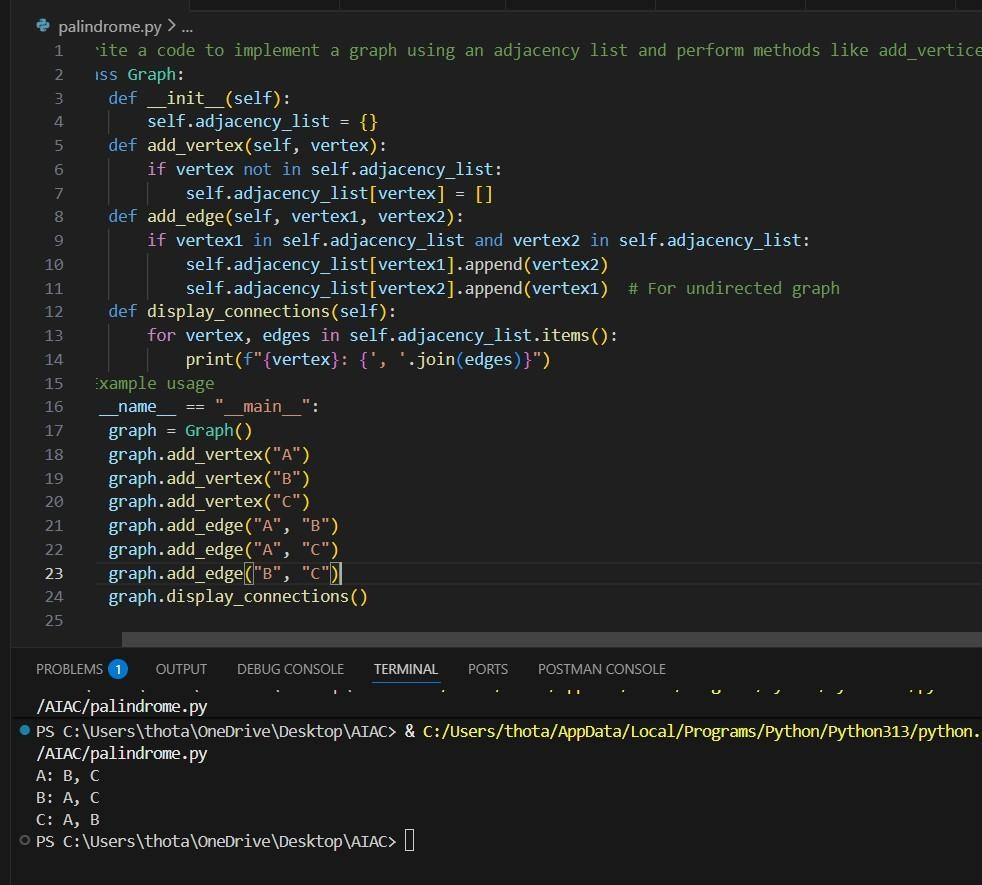 palindrome.py > ...
1 rite a code to implement a graph using an adjacency list and perform methods like add_vertice
2 ass Graph:
3 def __init__(self):
4 self.adjacency_list = {}
5 def add_vertex(self, vertex):
6 if vertex not in self.adjacency_list:
7 self.adjacency_list[vertex] = []
8 def add_edge(self, vertex1, vertex2):
9 if vertex1 in self.adjacency_list and vertex2 in self.adjacency_list:
10 self.adjacency_list[vertex1].append(vertex2)
11 self.adjacency_list[vertex2].append(vertex1)  # For undirected graph
12 def display_connections(self):
13 for vertex, edges in self.adjacency_list.items():
14 print(f"{vertex}: {', '.join(edges)}")
15 Example usage
16 __name__ == "__main__":
17 graph = Graph()
18 graph.add_vertex("A")
19 graph.add_vertex("B")
20 graph.add_vertex("C")
21 graph.add_edge("A", "B")
22 graph.add_edge("A", "C")
23 graph.add_edge("B", "C")
24 graph.display_connections()
25
PROBLEMS 1 OUTPUT DEBUG CONSOLE TERMINAL PORTS POSTMAN CONSOLE
/AIAC/palindrome.py
PS C:\Users\thota\OneDrive\Desktop\AIAC> & C:/Users/thota/AppData/Local/Programs/Python/Python313/python.
/AIAC/palindrome.py
A: B, C
B: A, C
C: A, B
PS C:\Users\thota\OneDrive\Desktop\AIAC>